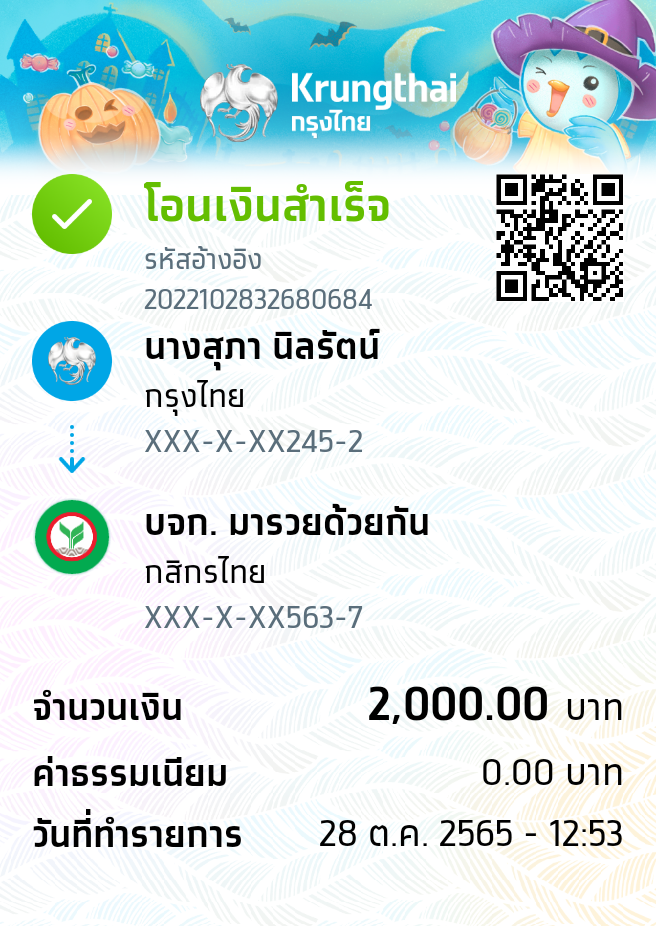 Krungthai
กรุงไทย
โอนเงินสำเร็จ
รหัสอ้างอิง
2022102832680684
นางสุภา นิลรัตน์
กรุงไทย
XXX-X-XX245-2
บจก. มารวยด้วยกัน
กสิกรไทย
XXX-X-XX563-7
จำนวนเงิน 2,000.00 บาท
ค่าธรรมเนียม 0.00 บาท
วันที่ทำรายการ 28 ต.ค. 2565 - 12:53